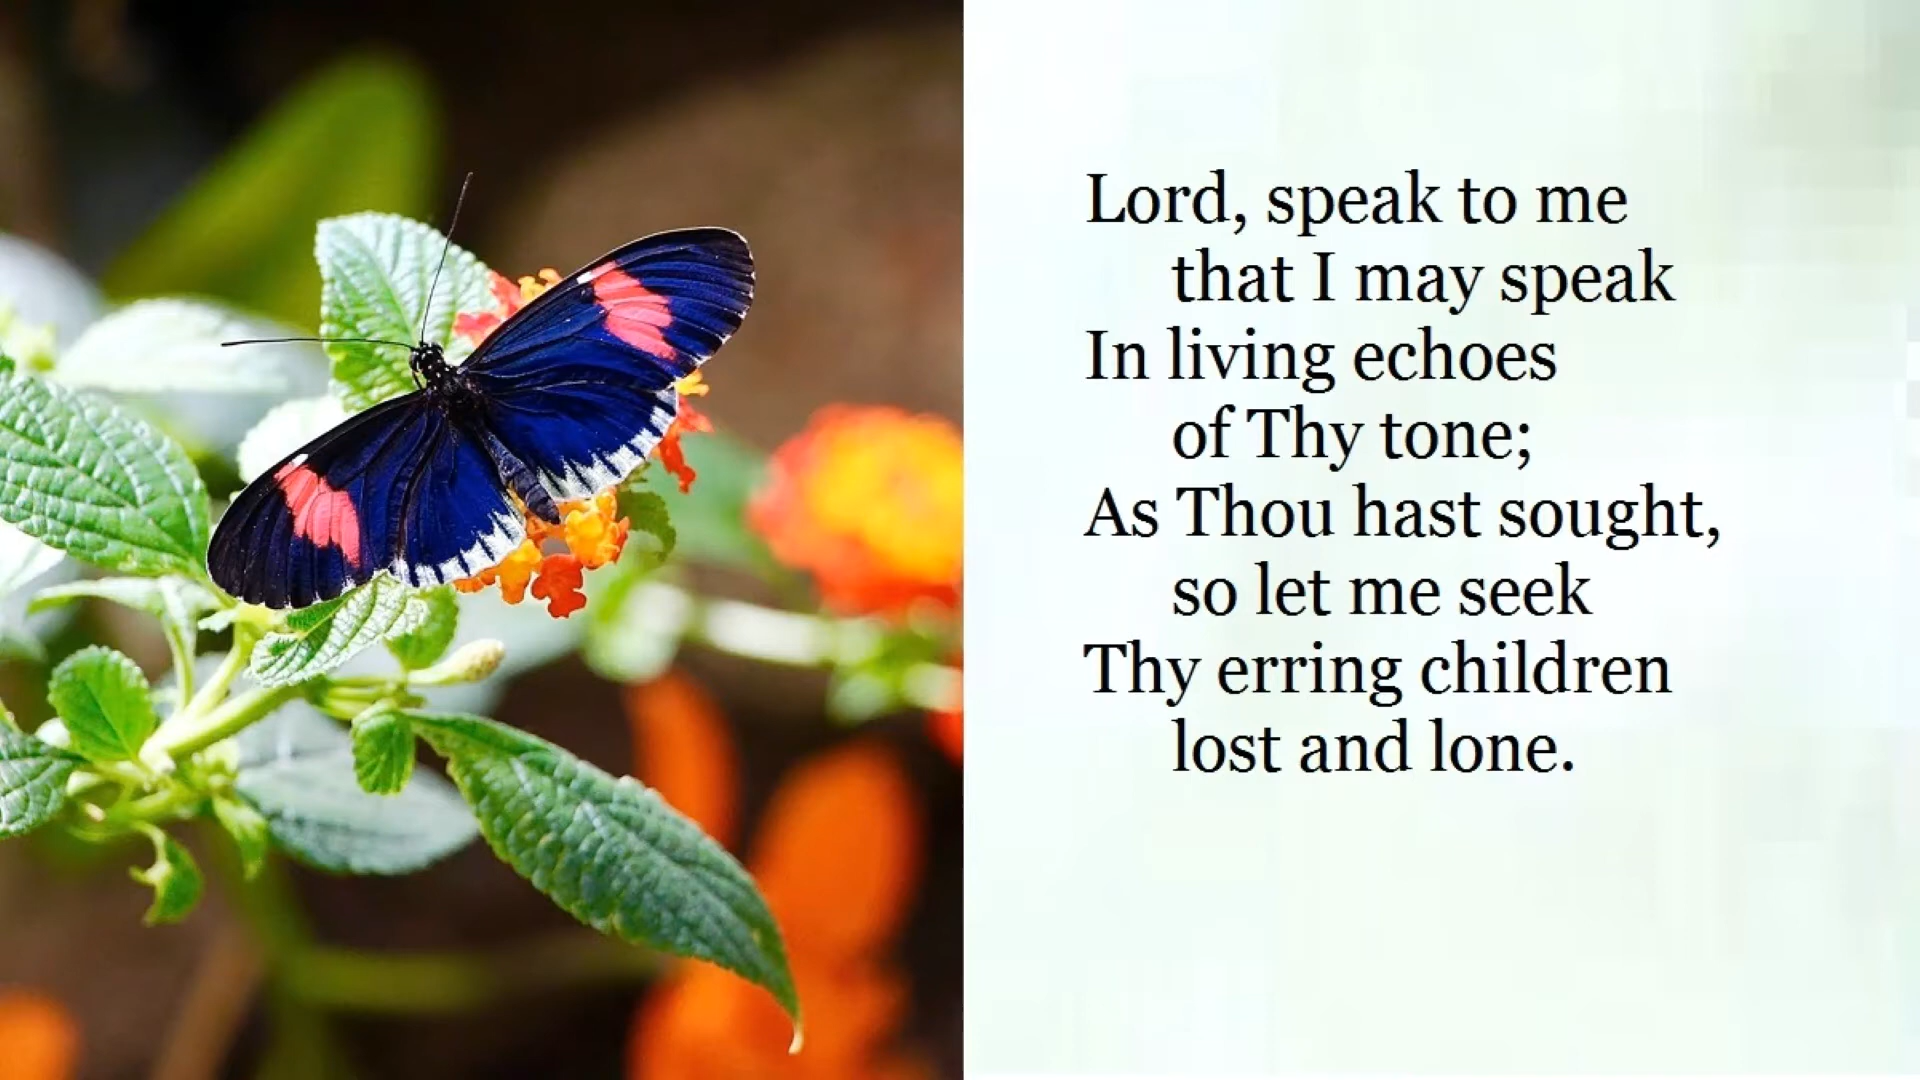 Lord, speak to me
that I may speak
In living echoes
of Thy tone;
As Thou hast sought,
so let me seek
Thy erring children
lost and lone.